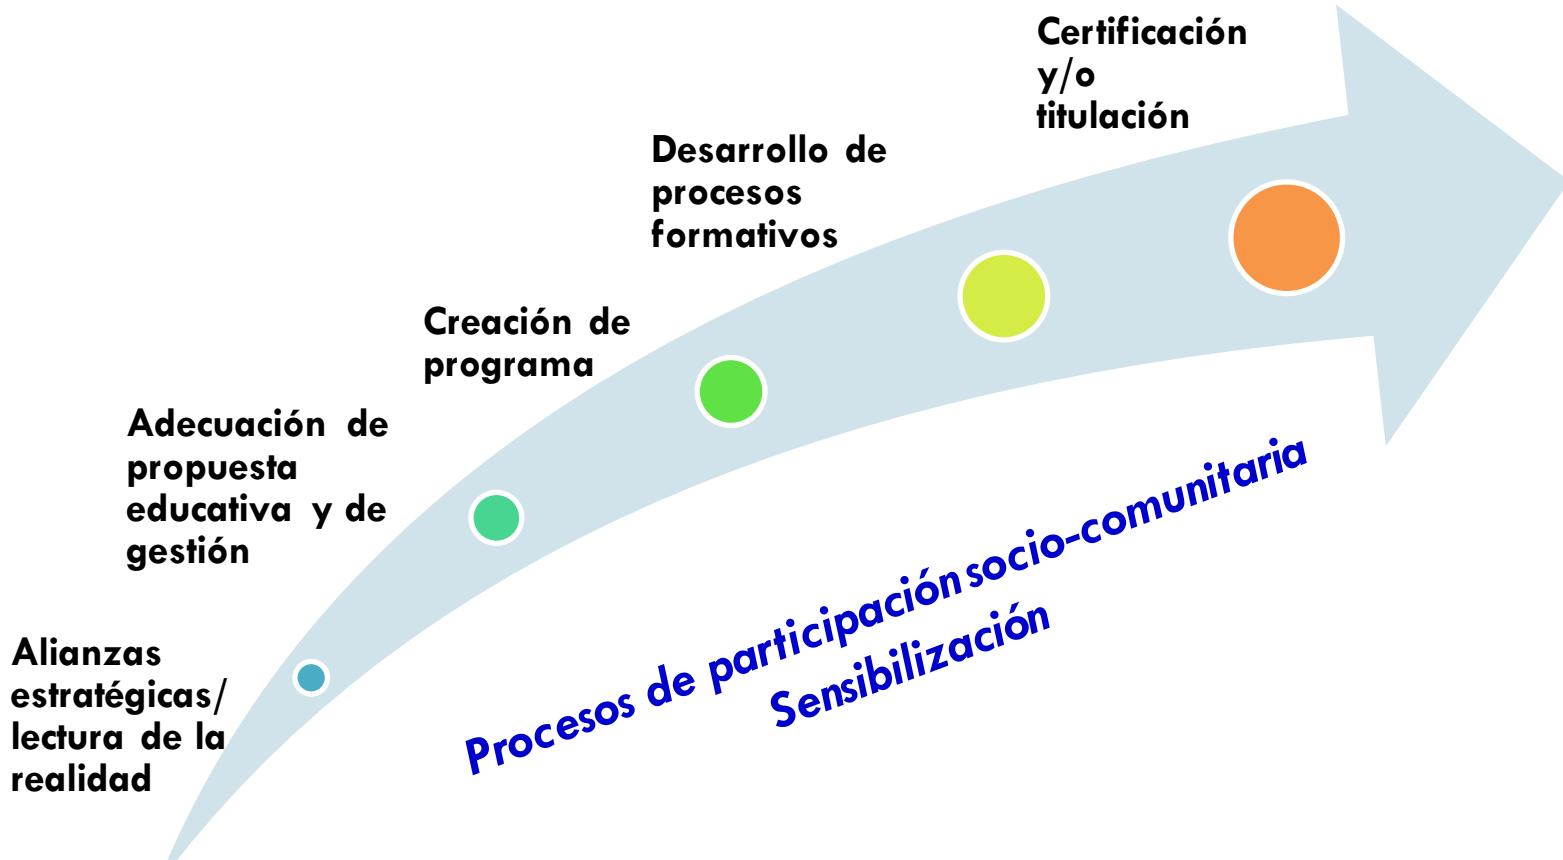 Certificación
y/o
titulación
Desarrollo de
procesos
formativos
Creación de
programa
Adecuación de
propuesta
educativa y de
gestión
Alianzas
estratégicas/
lectura de la
realidad
Procesos de participación socio-comunitaria
Sensibilización